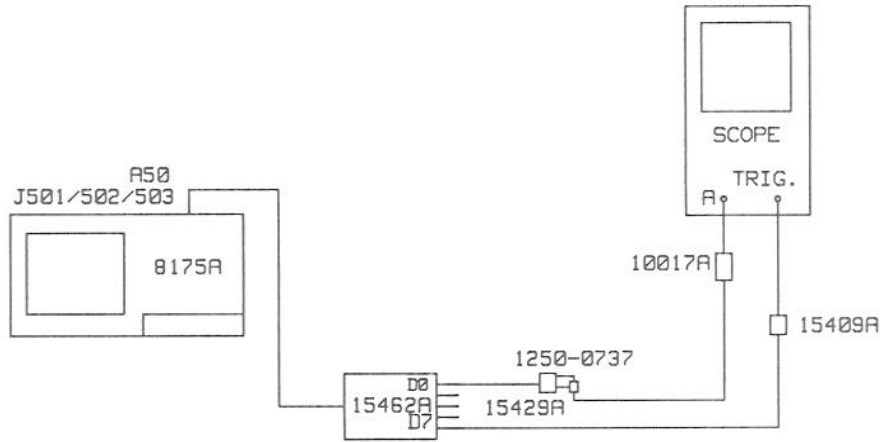 SCOPE
TRIG.
A
A50
J501/502/503
8175A
10017A
15409A
1250-0737
D0
15462A
15429A
D7